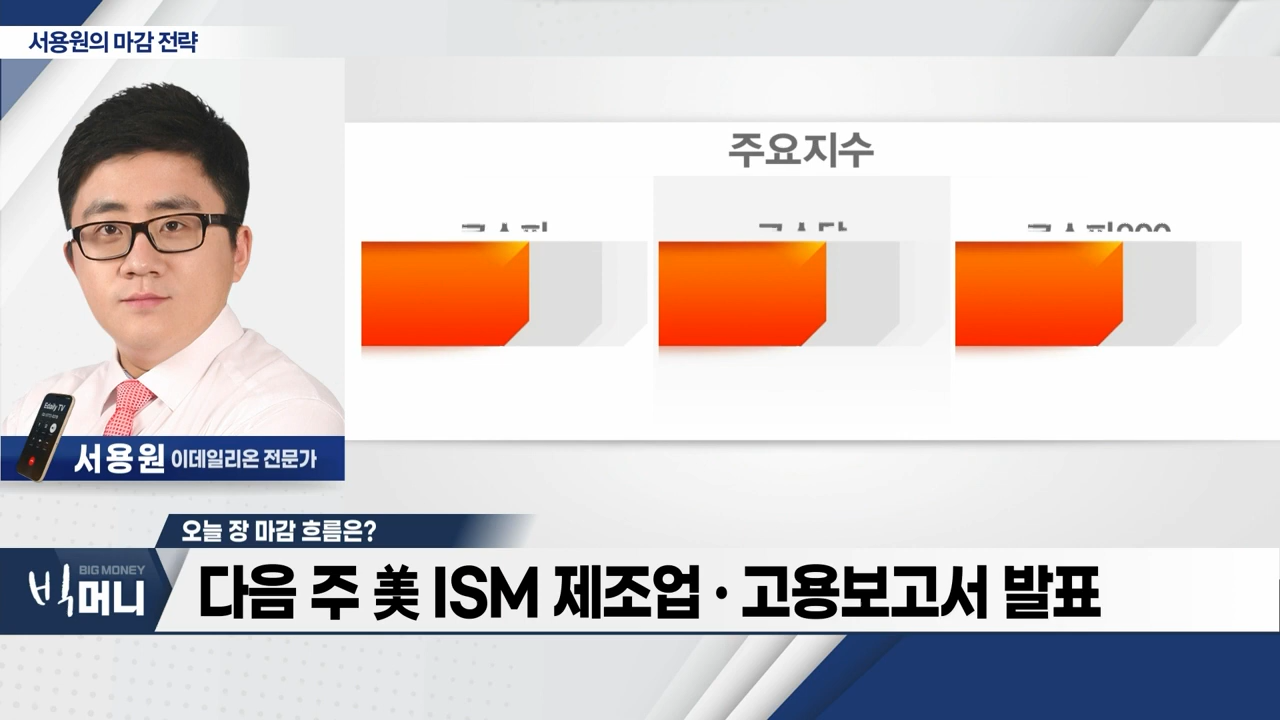 서용원의 마감 전략
주요지수
Edaily TV
서용원 이데일리온 전문가
오늘 장 마감 흐름은?
BIG MONEY
빅머니
다음 주 美 ISM 제조업·고용보고서 발표